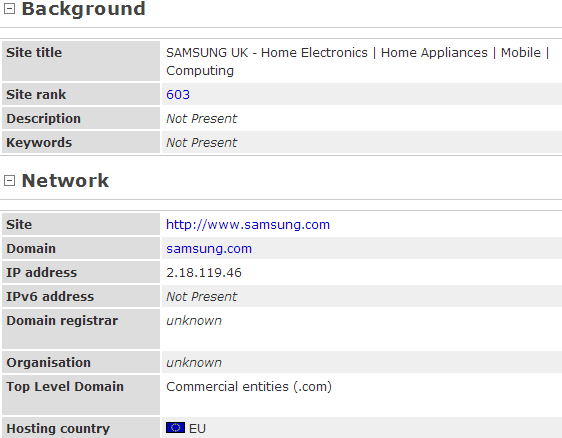 Background
Site title SAMSUNG UK - Home Electronics | Home Appliances | Mobile |
Computing
Site rank 603
Description Not Present
Keywords Not Present
Network
Site http://www.samsung.com
Domain samsung.com
IP address 2.18.119.46
IPv6 address Not Present
Domain registrar unknown
Organisation unknown
Top Level Domain Commercial entities (.com)
Hosting country EU